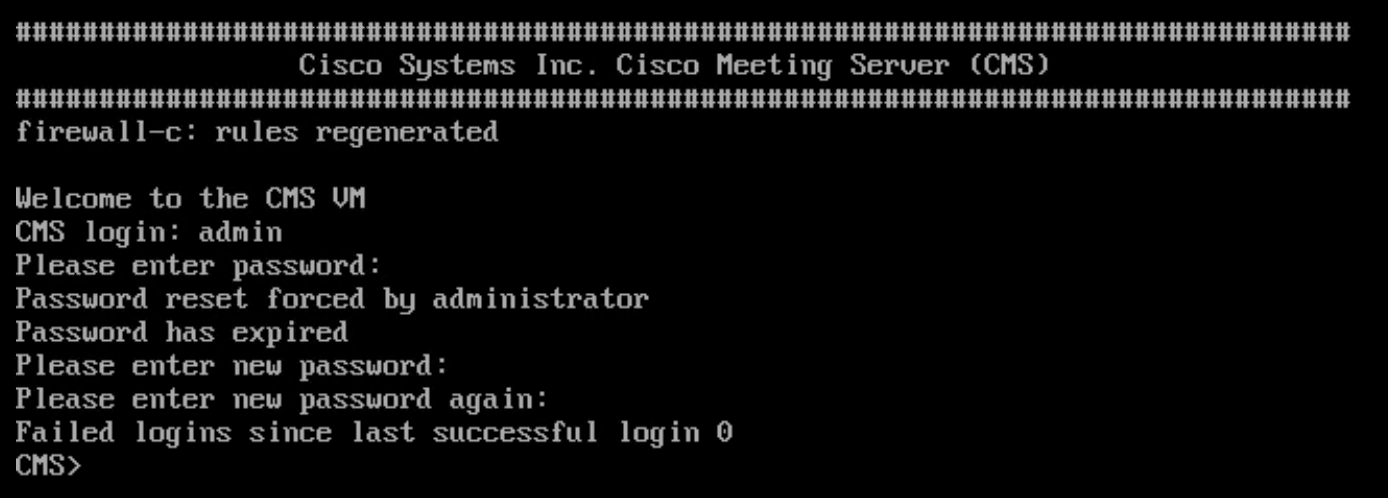 ################################################################################
Cisco Systems Inc. Cisco Meeting Server (CMS)
################################################################################
firewall-c: rules regenerated
Welcome to the CMS VM
CMS login: admin
Please enter password:
Password reset forced by administrator
Password has expired
Please enter new password:
Please enter new password again:
Failed logins since last successful login 0
CMS>